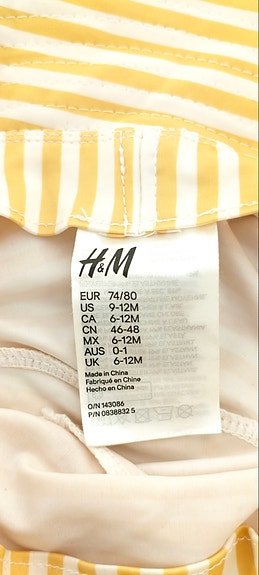 H&M
EUR 74/80
US 9-12M
CA 6-12M
CN 46-48
MX 6-12M
AUS 0-1
UK 6-12M
Made in China
Fabriqué en Chine
Hecho en China
O/N 143086
P/N 0838832 5